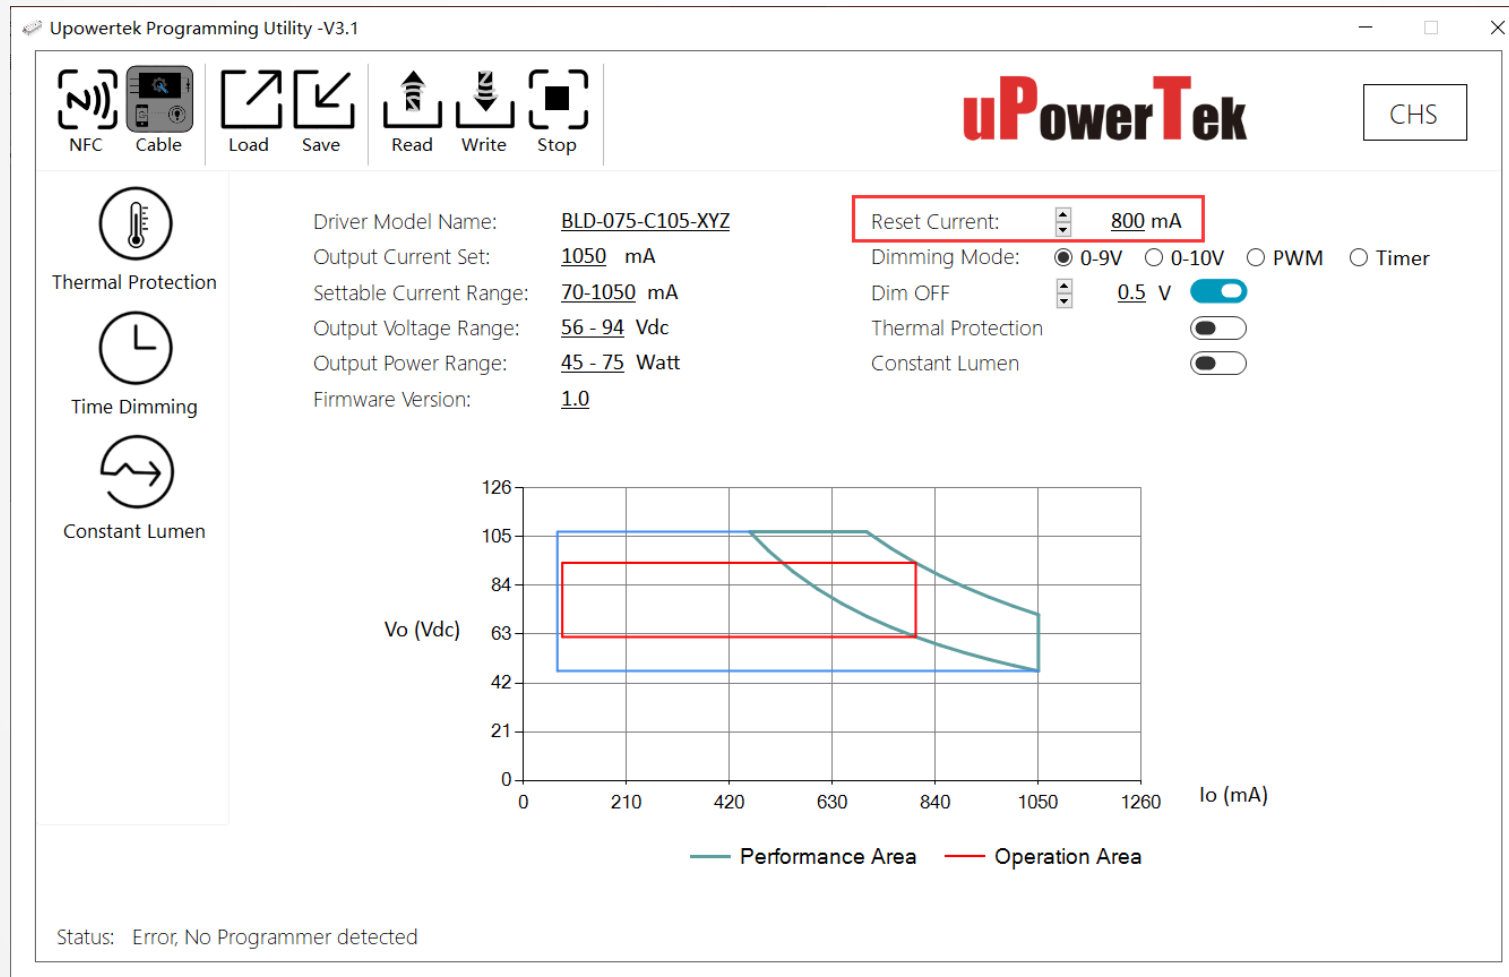 Upowertek Programming Utility -V3.1
NFC Cable Load Save Read Write Stop
uPowerTek
CHS
Thermal Protection
Time Dimming
Constant Lumen
Driver Model Name: BLD-075-C105-XYZ
Output Current Set: 1050 mA
Settable Current Range: 70-1050 mA
Output Voltage Range: 56 - 94 Vdc
Output Power Range: 45 - 75 Watt
Firmware Version: 1.0
Reset Current: 800 mA
Dimming Mode: 0-9V 0-10V PWM Timer
Dim OFF 0.5 V
Thermal Protection
Constant Lumen
126
105
84
Vo (Vdc) 63
42
21
0
0 210 420 630 840 1050 1260 Io (mA)
Performance Area Operation Area
Status: Error, No Programmer detected